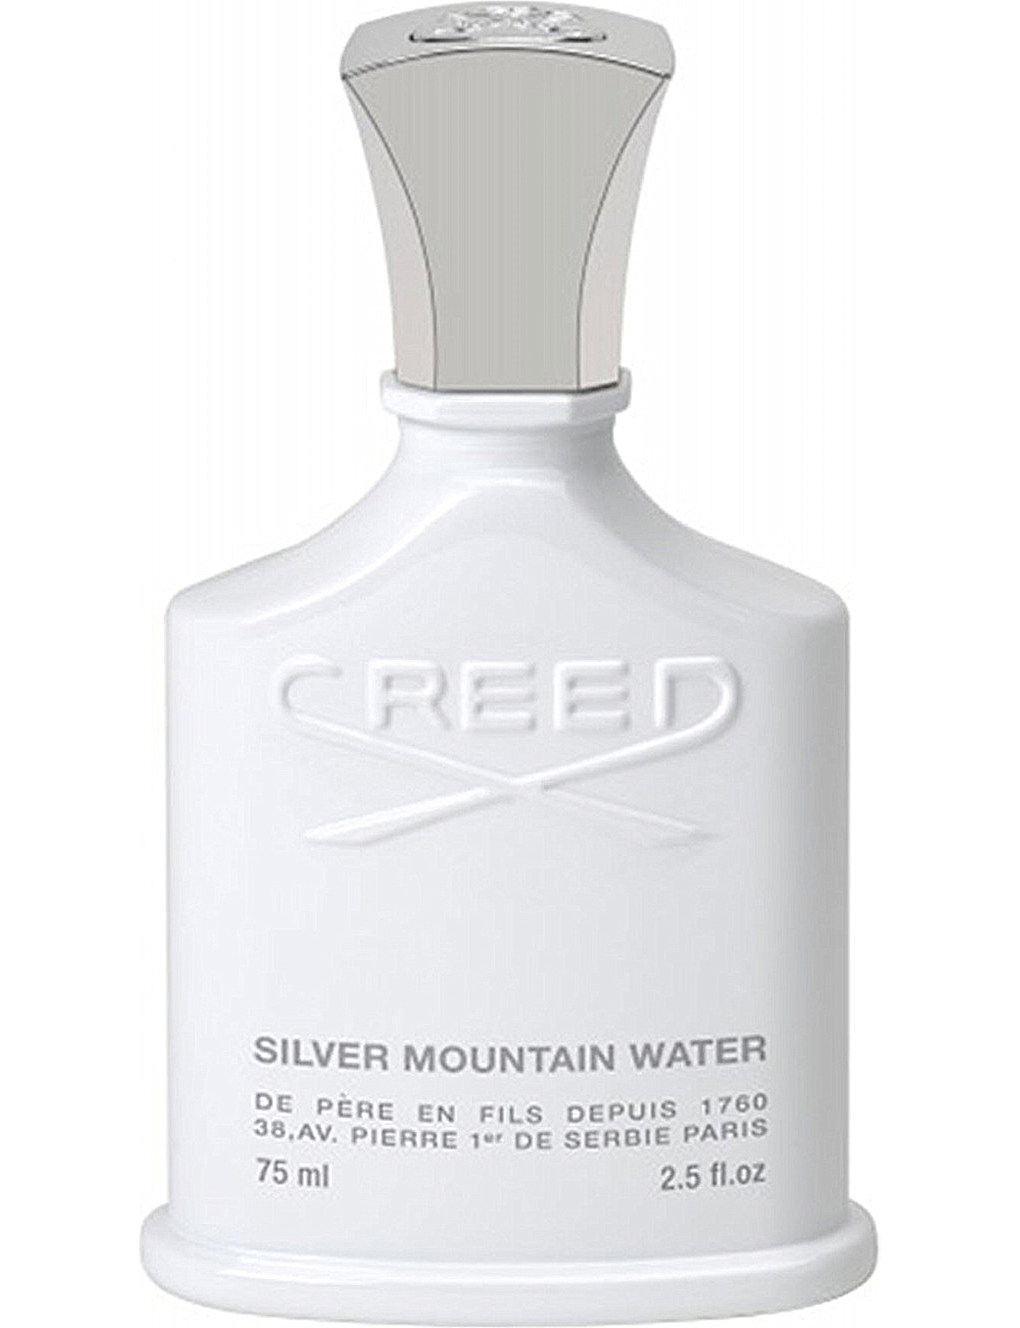 CREED
SILVER MOUNTAIN WATER
DE PÈRE EN FILS DEPUIS 1760
38,AV. PIERRE 1er DE SERBIE PARIS
75 ml 2.5 fl.oz